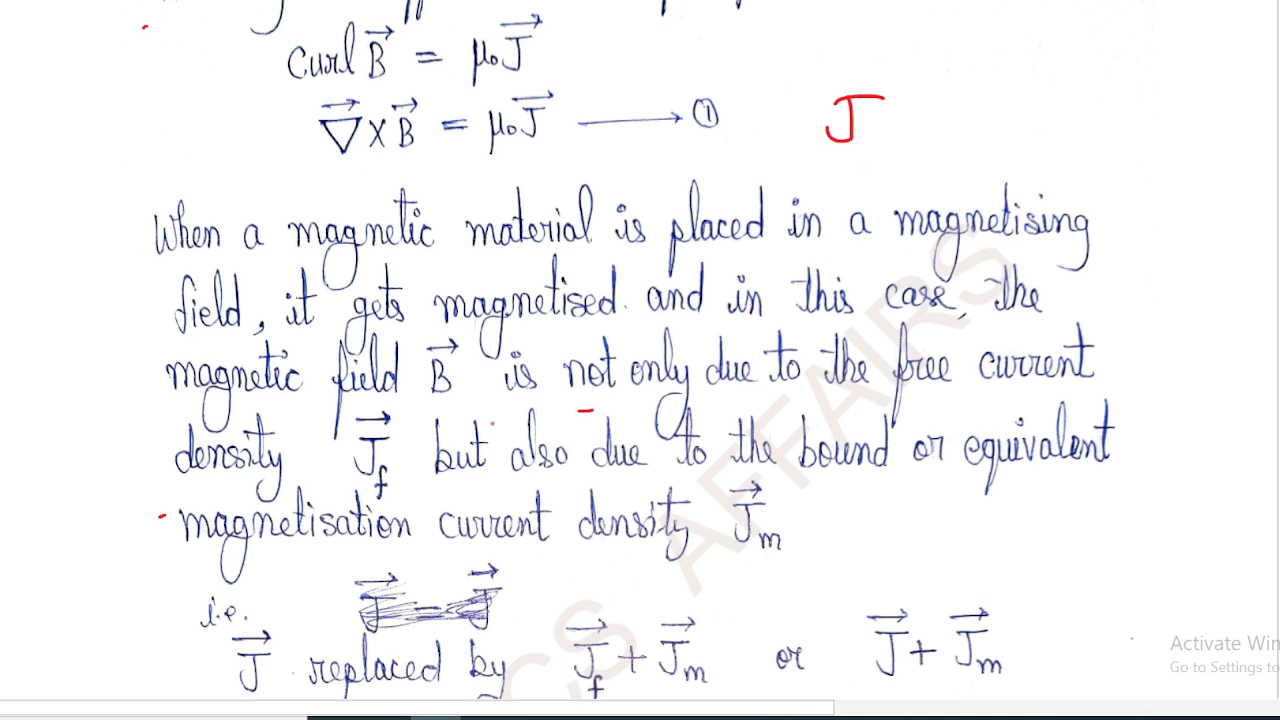 curl B⃗ = μ₀J⃗
∇⃗ x B⃗ = μ₀J⃗ ⟶ ①
J
When a magnetic material is placed in a magnetising
field, it gets magnetised. and in this case, the
magnetic field B⃗ is not only due to the free current
density J⃗f but also due to the bound or equivalent
magnetisation current density J⃗m
i.e.
J⃗ replaced by J⃗f + J⃗m or J⃗ + J⃗m
CS AFFAIRS
Activate Win
Go to Settings to